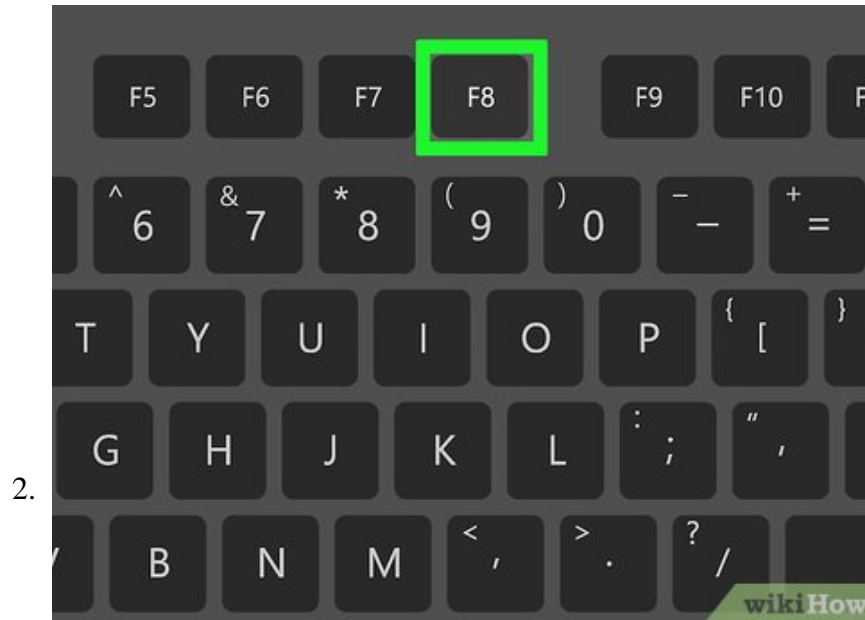 F5 F6 F7 F8 F9 F10 F
^ 6 & 7 * 8 ( 9 ) 0 – – + =
T Y U I O P { [ }
G H J K L : ; " '
2.
B N M < , > . ? /
wikiHow